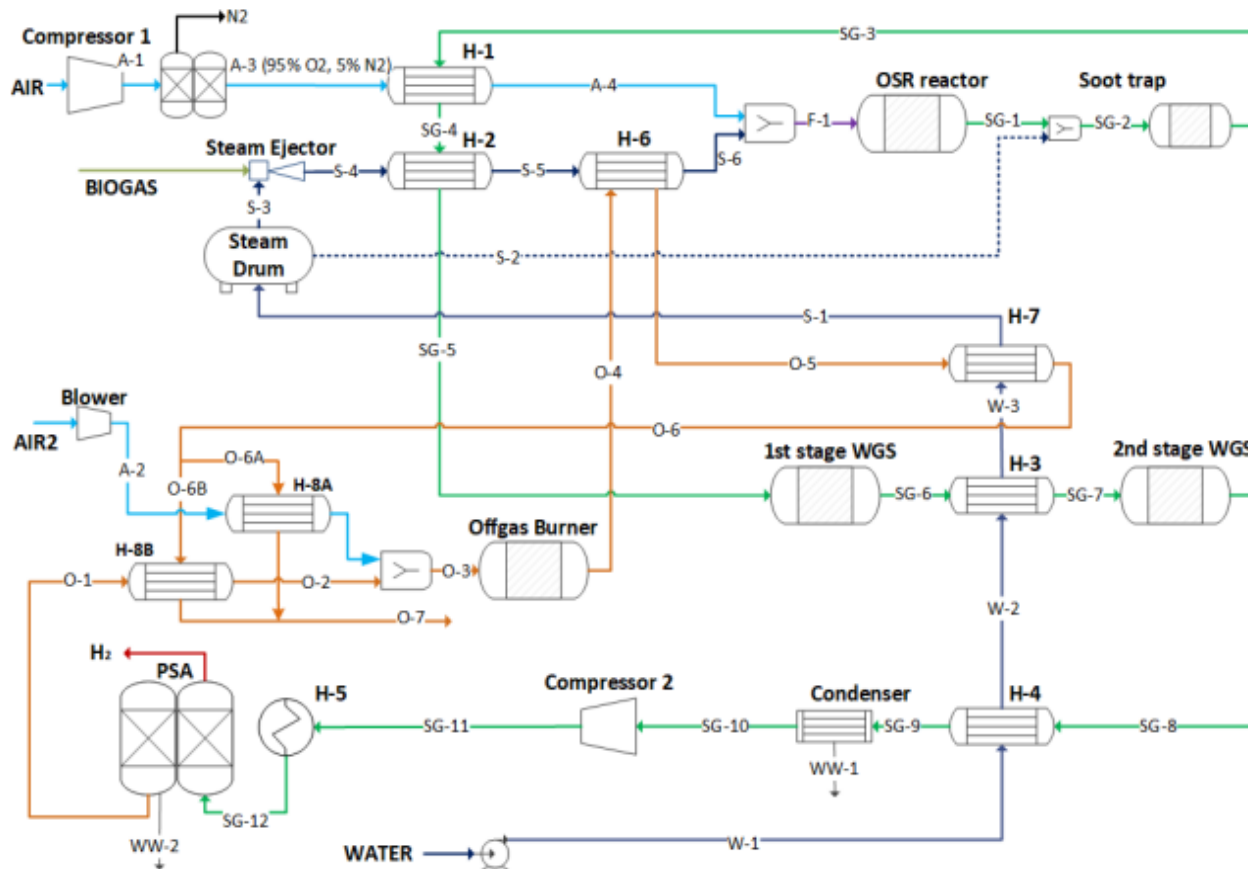 N2
Compressor 1
A-1
A-3 (95% O2, 5% N2)
H-1
SG-3
AIR
A-4
OSR reactor
Soot trap
SG-4
F-1
SG-1
SG-2
Steam Ejector
H-2
H-6
S-4
S-5
S-6
BIOGAS
S-3
Steam
Drum
S-2
S-1
H-7
SG-5
O-4
O-5
Blower
W-3
AIR2
O-6
A-2
O-6A
O-6B
H-8A
1st stage WGS
H-3
2nd stage WGS
SG-6
SG-7
Offgas Burner
H-8B
O-1
O-2
O-3
O-7
W-2
H₂
PSA
H-5
Compressor 2
Condenser
H-4
SG-11
SG-10
SG-9
SG-8
WW-1
SG-12
WW-2
WATER
W-1